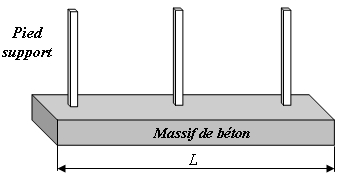 Pied
support
Massif de béton
L